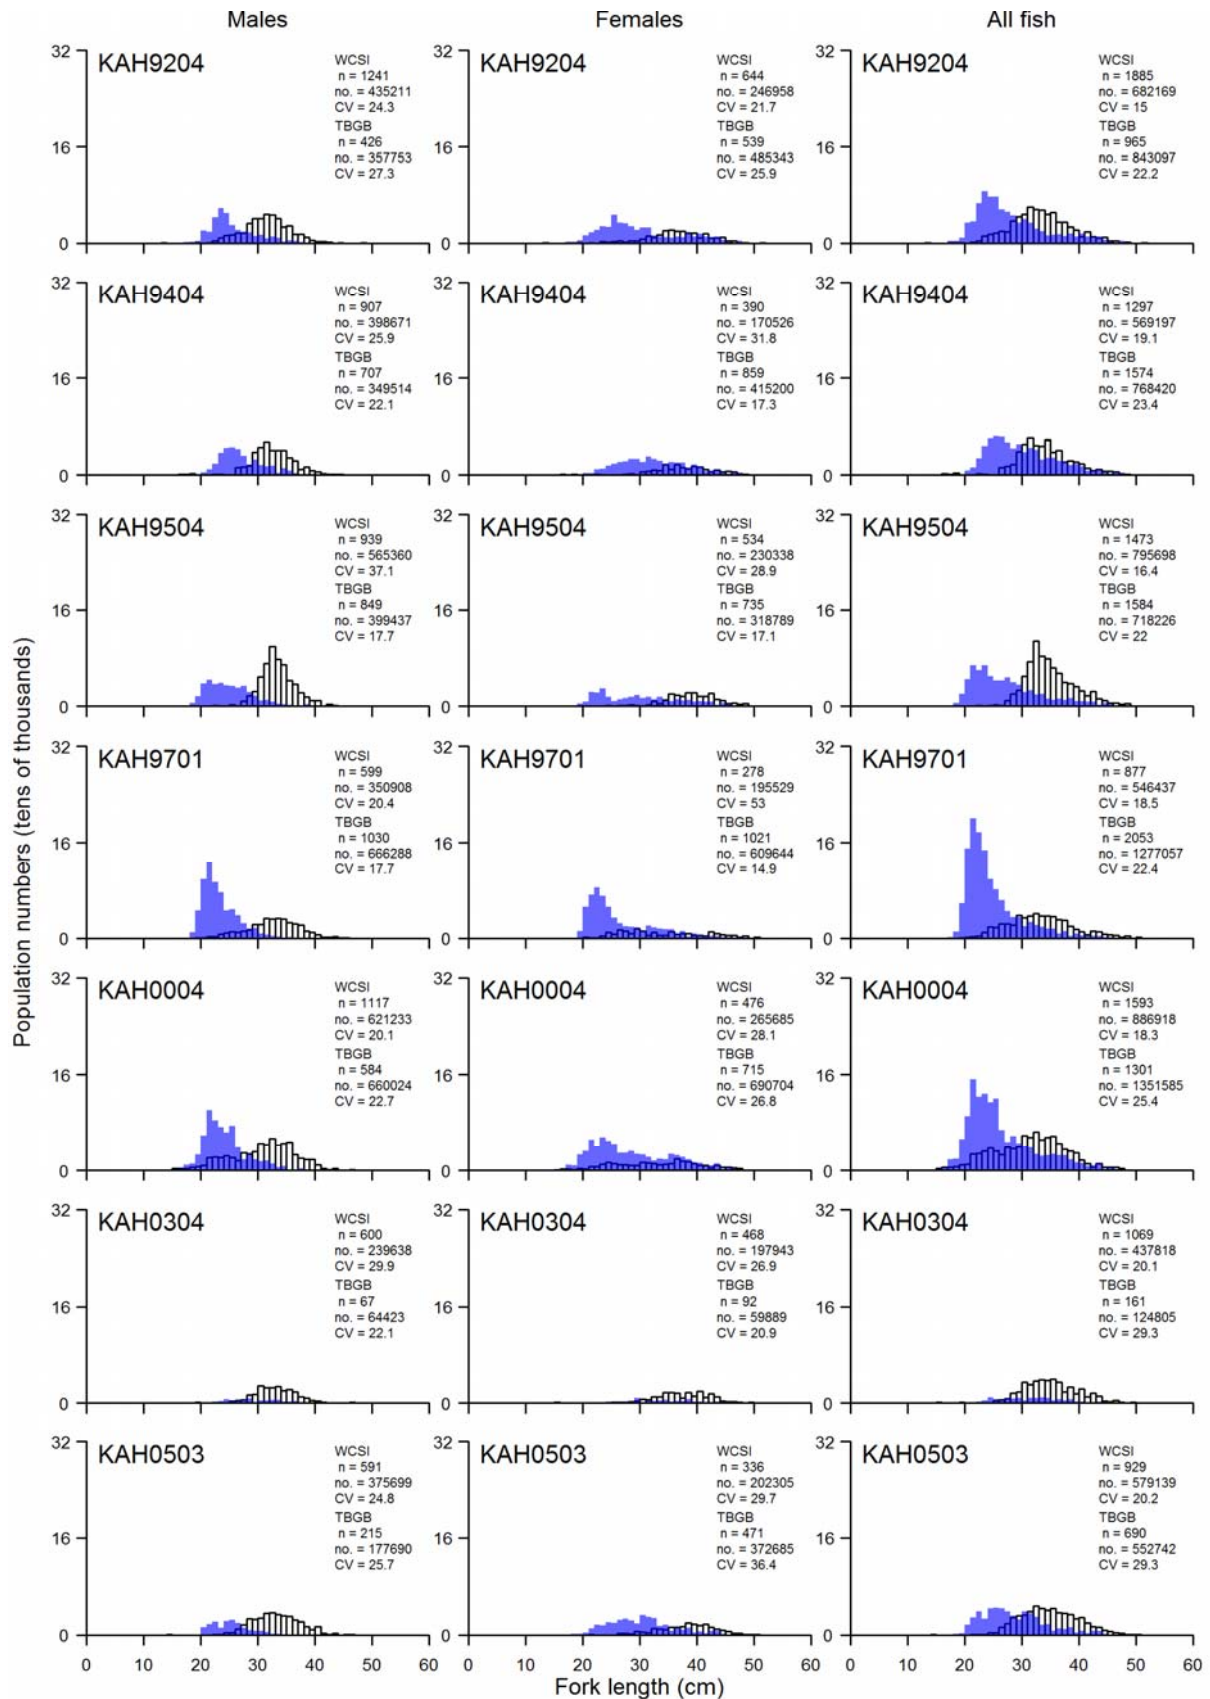 Males Females All fish
Population numbers (tens of thousands)
32
16
0
KAH9204
WCSI
n = 1241
no. = 435211
CV = 24.3
TBGB
n = 426
no. = 357753
CV = 27.3
32
16
0
KAH9204
WCSI
n = 644
no. = 246958
CV = 21.7
TBGB
n = 539
no. = 485343
CV = 25.9
32
16
0
KAH9204
WCSI
n = 1885
no. = 682169
CV = 15
TBGB
n = 965
no. = 843097
CV = 22.2
32
16
0
KAH9404
WCSI
n = 907
no. = 398671
CV = 25.9
TBGB
n = 707
no. = 349514
CV = 22.1
32
16
0
KAH9404
WCSI
n = 390
no. = 170526
CV = 31.8
TBGB
n = 859
no. = 415200
CV = 17.3
32
16
0
KAH9404
WCSI
n = 1297
no. = 569197
CV = 19.1
TBGB
n = 1574
no. = 768420
CV = 23.4
32
16
0
KAH9504
WCSI
n = 939
no. = 565360
CV = 37.1
TBGB
n = 849
no. = 399437
CV = 17.7
32
16
0
KAH9504
WCSI
n = 534
no. = 230338
CV = 28.9
TBGB
n = 735
no. = 318789
CV = 17.1
32
16
0
KAH9504
WCSI
n = 1473
no. = 795698
CV = 16.4
TBGB
n = 1584
no. = 718226
CV = 22
32
16
0
KAH9701
WCSI
n = 599
no. = 350908
CV = 20.4
TBGB
n = 1030
no. = 666288
CV = 17.7
32
16
0
KAH9701
WCSI
n = 278
no. = 195529
CV = 53
TBGB
n = 1021
no. = 609644
CV = 14.9
32
16
0
KAH9701
WCSI
n = 877
no. = 546437
CV = 18.5
TBGB
n = 2053
no. = 1277057
CV = 22.4
32
16
0
KAH0004
WCSI
n = 1117
no. = 621233
CV = 20.1
TBGB
n = 584
no. = 660024
CV = 22.7
32
16
0
KAH0004
WCSI
n = 476
no. = 265685
CV = 28.1
TBGB
n = 715
no. = 690704
CV = 26.8
32
16
0
KAH0004
WCSI
n = 1593
no. = 886918
CV = 18.3
TBGB
n = 1301
no. = 1351585
CV = 25.4
32
16
0
KAH0304
WCSI
n = 600
no. = 239638
CV = 29.9
TBGB
n = 67
no. = 64423
CV = 22.1
32
16
0
KAH0304
WCSI
n = 468
no. = 197943
CV = 26.9
TBGB
n = 92
no. = 59889
CV = 20.9
32
16
0
KAH0304
WCSI
n = 1069
no. = 437818
CV = 20.1
TBGB
n = 161
no. = 124805
CV = 29.3
32
16
0
KAH0503
WCSI
n = 591
no. = 375699
CV = 24.8
TBGB
n = 215
no. = 177690
CV = 25.7
32
16
0
KAH0503
WCSI
n = 336
no. = 202305
CV = 29.7
TBGB
n = 471
no. = 372685
CV = 36.4
32
16
0
KAH0503
WCSI
n = 929
no. = 579139
CV = 20.2
TBGB
n = 690
no. = 552742
CV = 29.3
0 10 20 30 40 50 60 0 10 20 30 40 50 60 0 10 20 30 40 50 60
Fork length (cm)